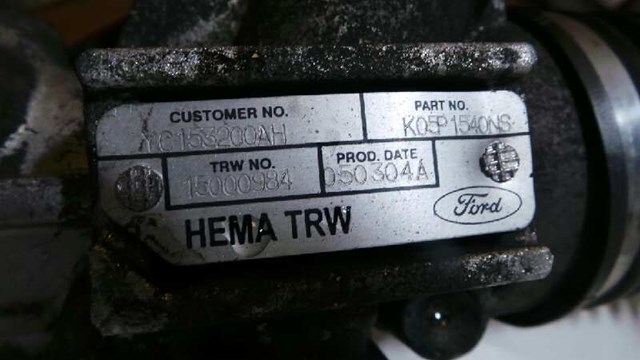 CUSTOMER NO. PART NO.
YC153200AH K05P1540NS
TRW NO. PROD. DATE
15000984 050304A
HEMA TRW Ford